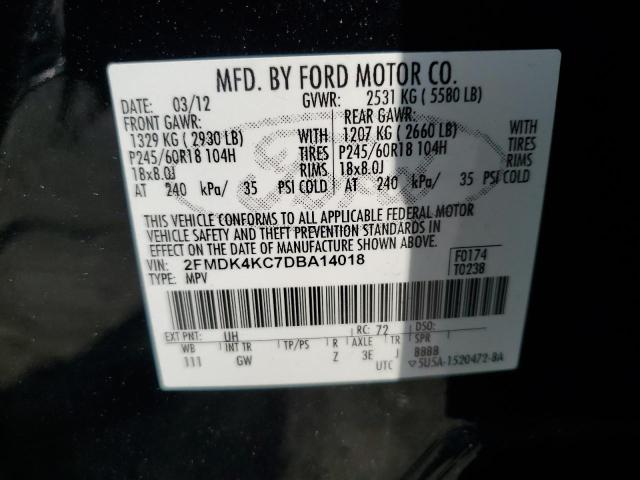 MFD. BY FORD MOTOR CO.
DATE: 03/12 GVWR: 2531 KG ( 5580 LB)
FRONT GAWR: REAR GAWR:
1329 KG ( 2930 LB) WITH 1207 KG ( 2660 LB) WITH
P245/60R18 104H TIRES P245/60R18 104H TIRES
18x8.0J RIMS 18x8.0J RIMS
AT 240 kPa/ 35 PSI COLD AT 240 kPa/ 35 PSI COLD
THIS VEHICLE CONFORMS TO ALL APPLICABLE FEDERAL MOTOR
VEHICLE SAFETY AND THEFT PREVENTION STANDARDS IN
EFFECT ON THE DATE OF MANUFACTURE SHOWN ABOVE.
VIN: 2FMDK4KC7DBA14018 F0174
TYPE: MPV T0238
EXT PNT: UH RC: 72 DSO:
WB INT TR TP/PS R AXLE TR SPR
111 GW Z 3E J BBBB
UTC 5U5A-1520472-BA